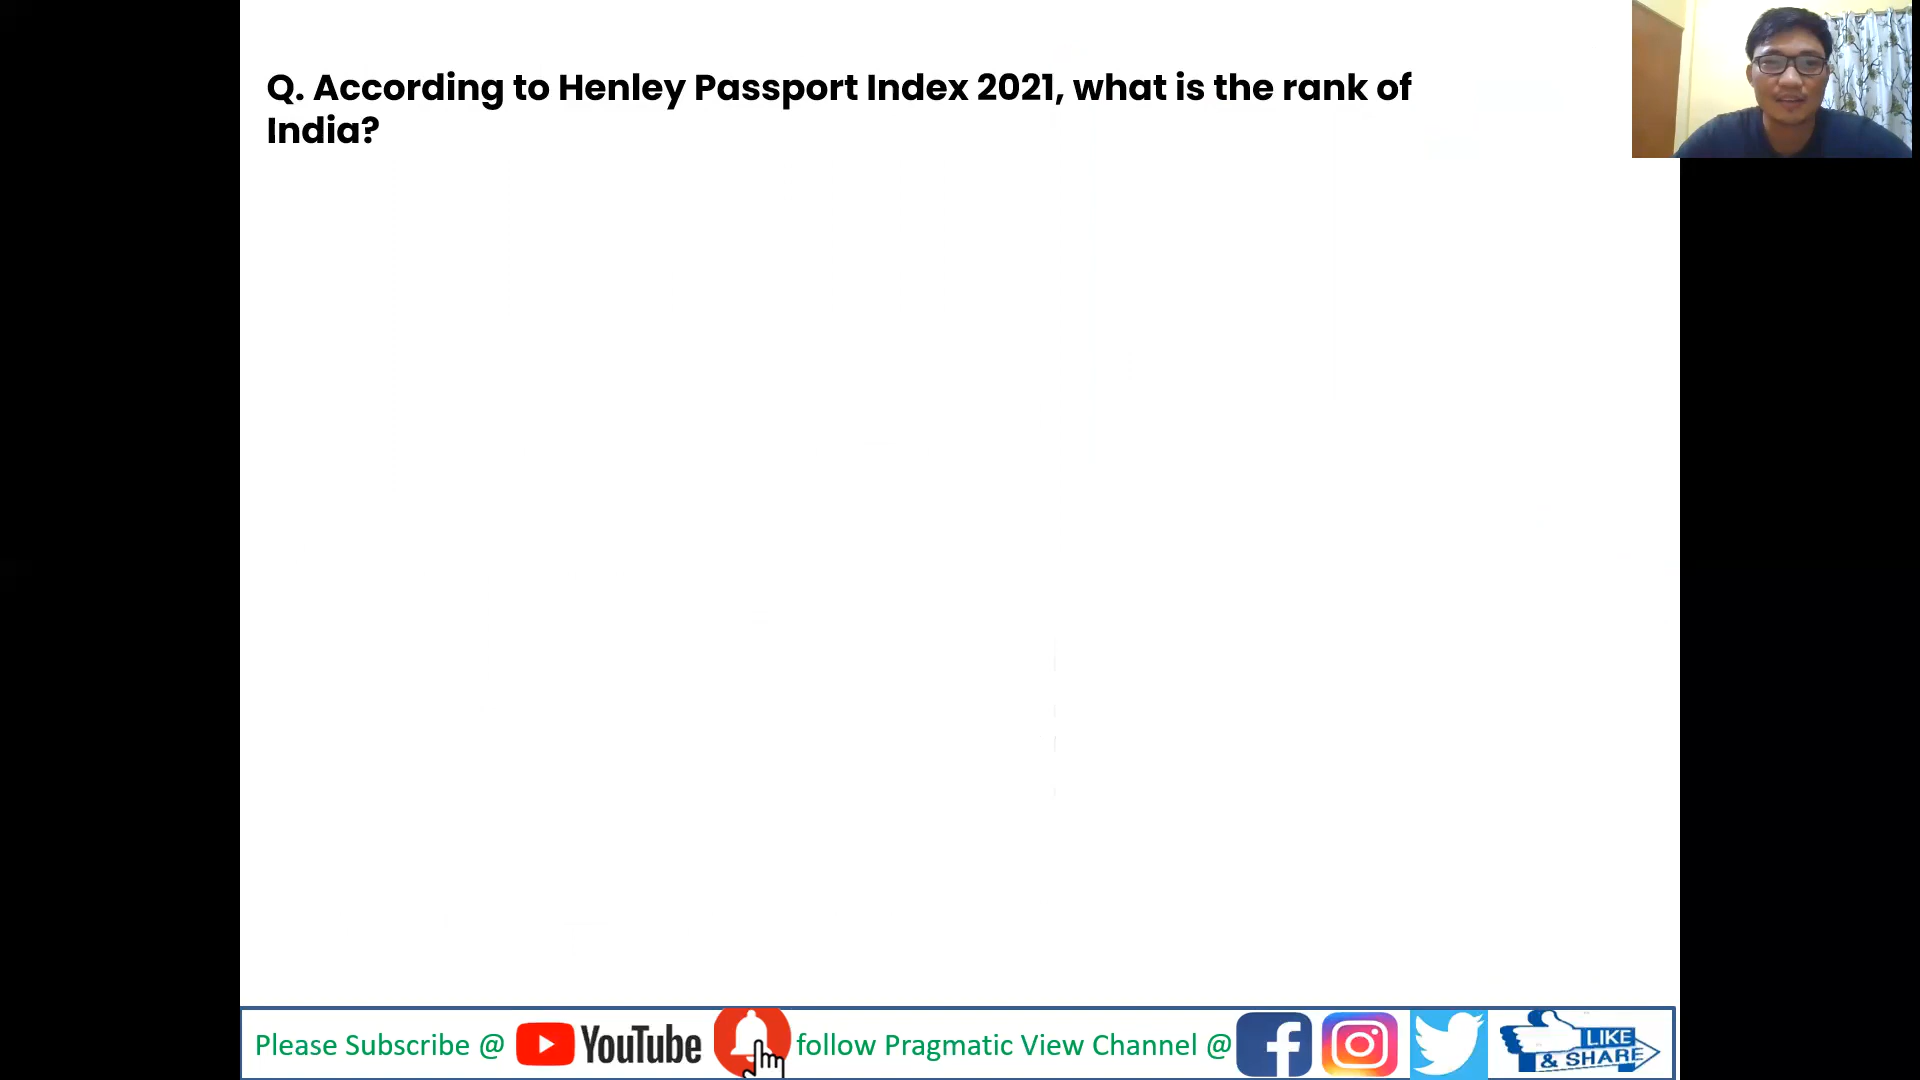 Q. According to Henley Passport Index 2021, what is the rank of
India?
Please Subscribe @ YouTube follow Pragmatic View Channel @ LIKE
& SHARE